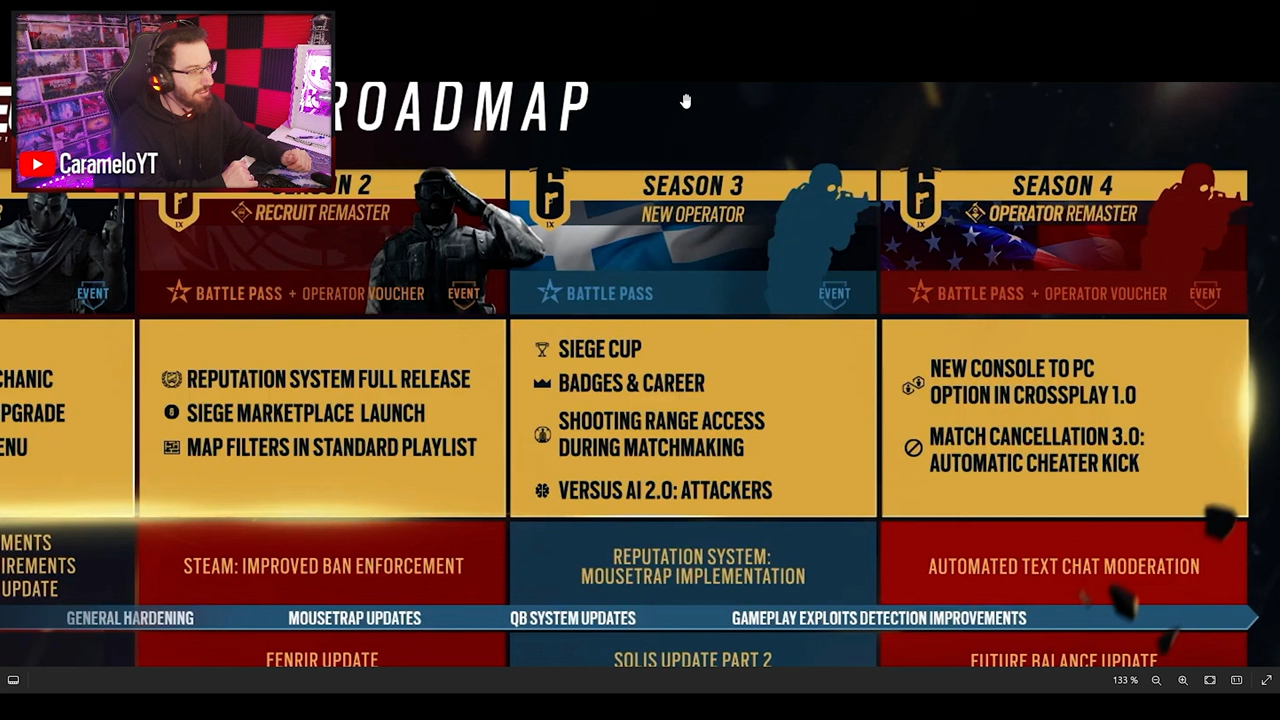 ROADMAP
CarameloYT
SEASON 3
SEASON 4
N 2
RECRUIT REMASTER
NEW OPERATOR
OPERATOR REMASTER
IX
IX
IX
EVENT
BATTLE PASS + OPERATOR VOUCHER
EVENT
BATTLE PASS
EVENT
BATTLE PASS + OPERATOR VOUCHER
EVENT
CHANIC
PGRADE
ENU
REPUTATION SYSTEM FULL RELEASE
SIEGE MARKETPLACE LAUNCH
MAP FILTERS IN STANDARD PLAYLIST
SIEGE CUP
BADGES & CAREER
SHOOTING RANGE ACCESS
DURING MATCHMAKING
VERSUS AI 2.0: ATTACKERS
NEW CONSOLE TO PC
OPTION IN CROSSPLAY 1.0
MATCH CANCELLATION 3.0:
AUTOMATIC CHEATER KICK
MENTS
IREMENTS
UPDATE
STEAM: IMPROVED BAN ENFORCEMENT
REPUTATION SYSTEM:
MOUSETRAP IMPLEMENTATION
AUTOMATED TEXT CHAT MODERATION
GENERAL HARDENING
MOUSETRAP UPDATES
QB SYSTEM UPDATES
GAMEPLAY EXPLOITS DETECTION IMPROVEMENTS
FENRIR UPDATE
SOLIS UPDATE PART 2
FUTURE BALANCE UPDATE
133 %